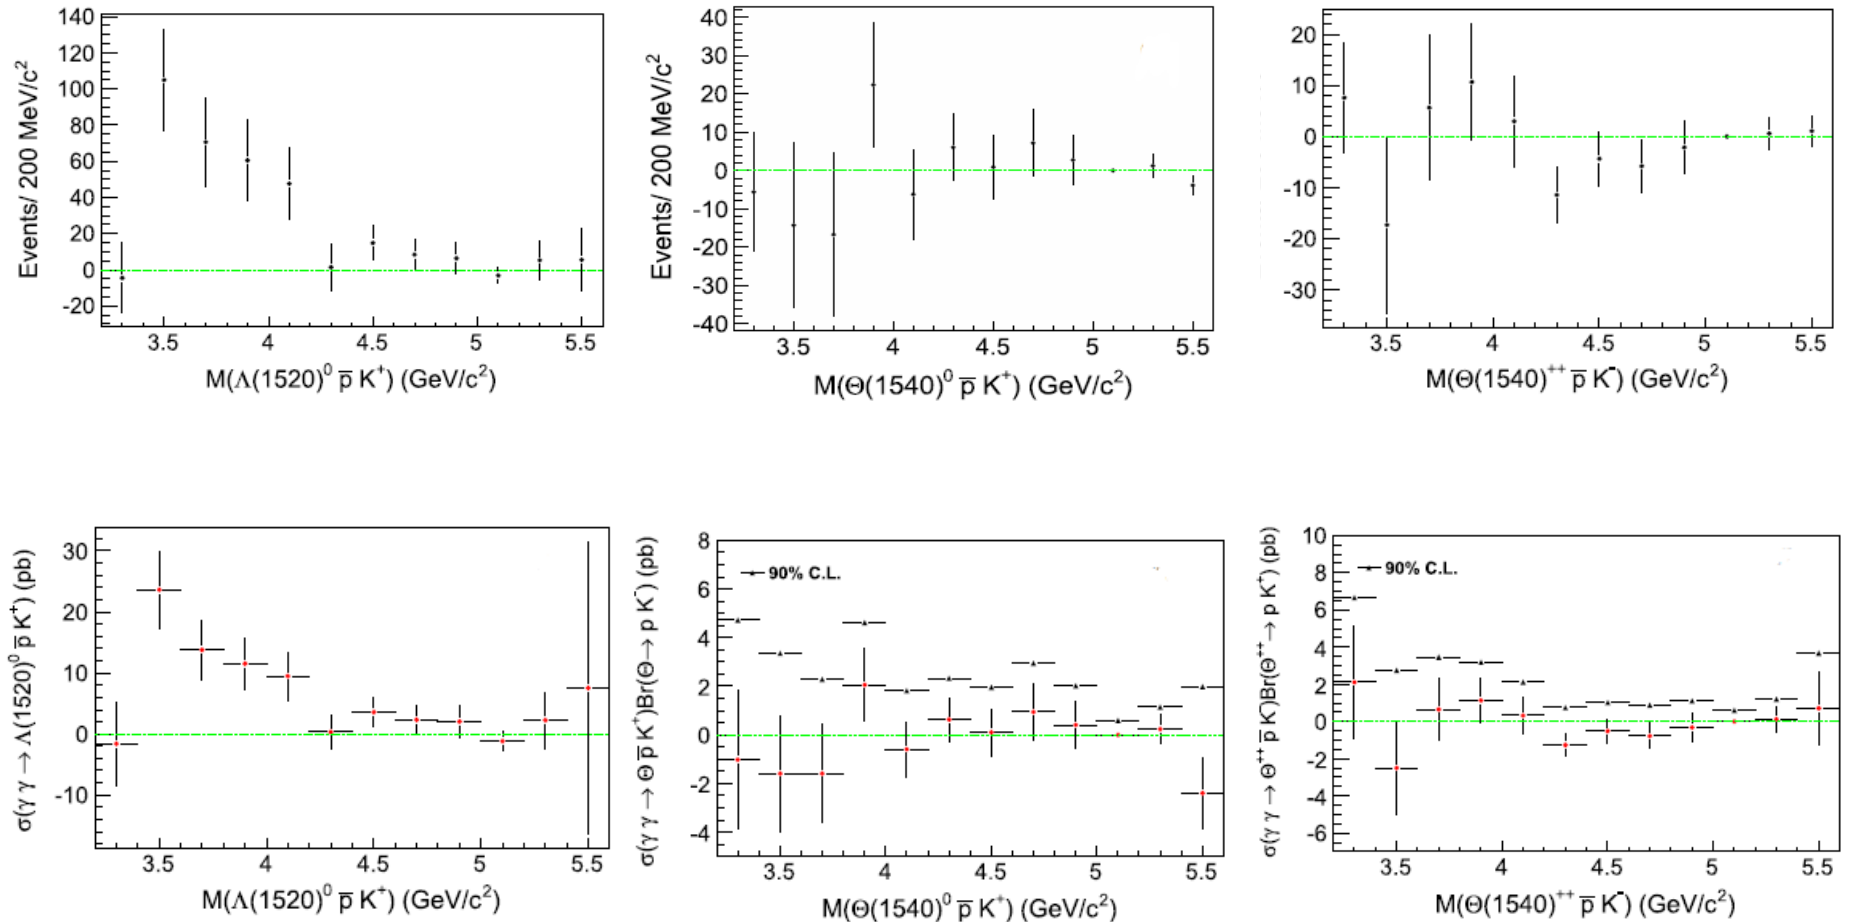 Events/ 200 MeV/c²
140
120
100
80
60
40
20
0
-20
3.5 4 4.5 5 5.5
M(Λ(1520)⁰ p̅ K⁺) (GeV/c²)
Events/ 200 MeV/c²
40
30
20
10
0
-10
-20
-30
-40
3.5 4 4.5 5 5.5
M(Θ(1540)⁰ p̅ K⁺) (GeV/c²)
20
10
0
-10
-20
-30
3.5 4 4.5 5 5.5
M(Θ(1540)⁺⁺ p̅ K⁻) (GeV/c²)
σ(γ γ → Λ(1520)⁰ p̅ K⁺) (pb)
30
20
10
0
-10
3.5 4 4.5 5 5.5
M(Λ(1520)⁰ p̅ K⁺) (GeV/c²)
σ(γ γ → Θ p̅ K⁺)Br(Θ→ p K⁻) (pb)
8
6
4
2
0
-2
-4
90% C.L.
3.5 4 4.5 5 5.5
M(Θ(1540)⁰ p̅ K⁺) (GeV/c²)
σ(γ γ → Θ⁺⁺ p̅ K⁻)Br(Θ⁺⁺→ p K⁺) (pb)
10
8
6
4
2
0
-2
-4
-6
90% C.L.
3.5 4 4.5 5 5.5
M(Θ(1540)⁺⁺ p̅ K⁻) (GeV/c²)